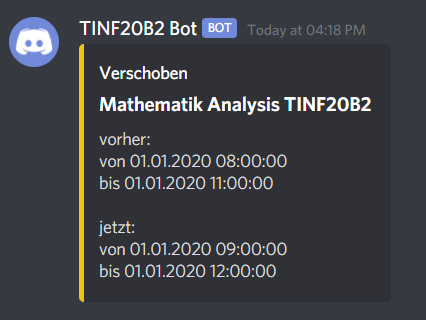 TINF20B2 Bot BOT Today at 04:18 PM
Verschoben
Mathematik Analysis TINF20B2
vorher:
von 01.01.2020 08:00:00
bis 01.01.2020 11:00:00
jetzt:
von 01.01.2020 09:00:00
bis 01.01.2020 12:00:00